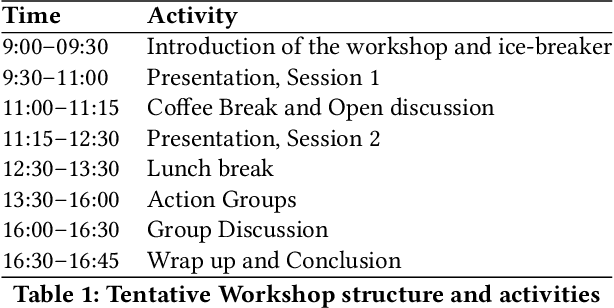 Time Activity
9:00–09:30 Introduction of the workshop and ice-breaker
9:30–11:00 Presentation, Session 1
11:00–11:15 Coffee Break and Open discussion
11:15–12:30 Presentation, Session 2
12:30–13:30 Lunch break
13:30–16:00 Action Groups
16:00–16:30 Group Discussion
16:30–16:45 Wrap up and Conclusion
Table 1: Tentative Workshop structure and activities